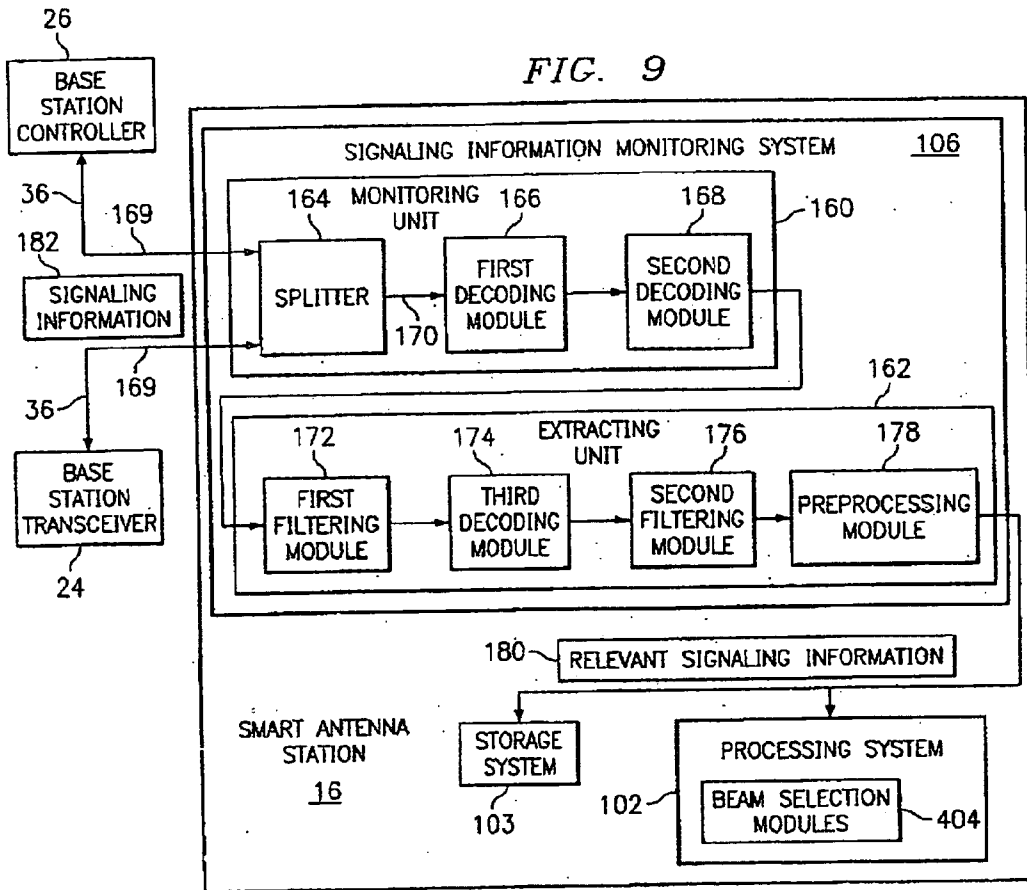 FIG. 9
26
BASE
STATION
CONTROLLER
36
169
182
SIGNALING
INFORMATION
169
36
BASE
STATION
TRANSCEIVER
24
SIGNALING INFORMATION MONITORING SYSTEM
106
MONITORING
UNIT
160
164
SPLITTER
170
166
FIRST
DECODING
MODULE
168
SECOND
DECODING
MODULE
162
EXTRACTING
UNIT
172
FIRST
FILTERING
MODULE
174
THIRD
DECODING
MODULE
176
SECOND
FILTERING
MODULE
178
PREPROCESSING
MODULE
180
RELEVANT SIGNALING INFORMATION
SMART ANTENNA
STATION
16
STORAGE
SYSTEM
103
PROCESSING SYSTEM
102
BEAM SELECTION
MODULES
404